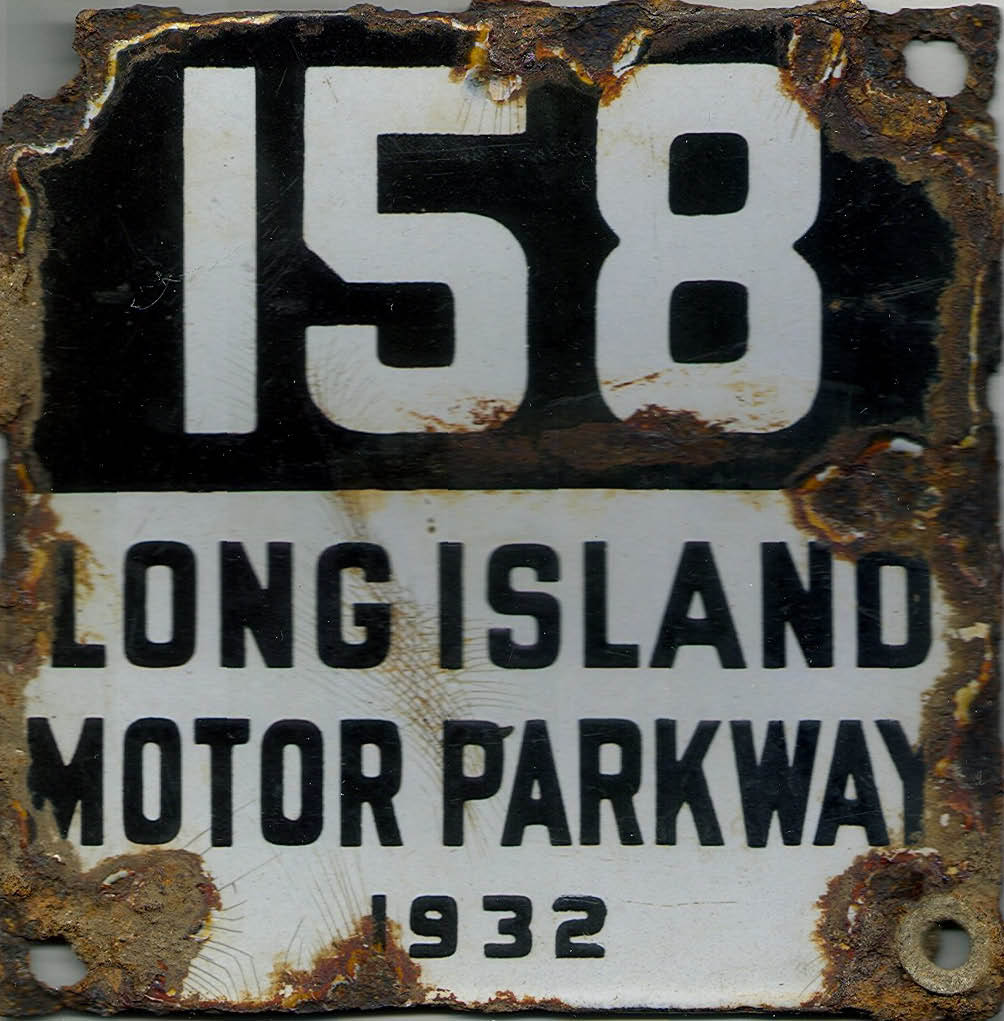 158
LONG ISLAND
MOTOR PARKWAY
1932